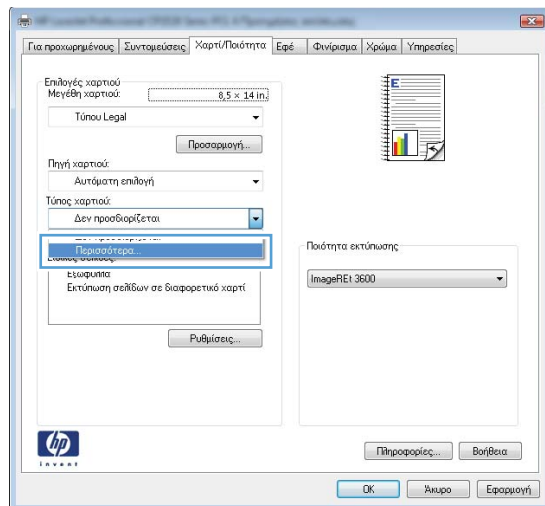 Για προχωρημένους Συντομεύσεις Χαρτί/Ποιότητα Εφέ Φινίρισμα Χρώμα Υπηρεσίες
Επιλογές χαρτιού
Μεγέθη χαρτιού: 8,5 × 14 in.
Τύπου Legal
Προσαρμογή...
Πηγή χαρτιού:
Αυτόματη επιλογή
Τύπος χαρτιού:
Δεν προσδιορίζεται
Περισσότερα...
Εξώφυλλα
Εκτύπωση σελίδων σε διαφορετικό χαρτί
Ρυθμίσεις...
E
Ποιότητα εκτύπωσης
ImageREt 3600
hp
invent
Πληροφορίες... Βοήθεια
OK Άκυρο Εφαρμογή